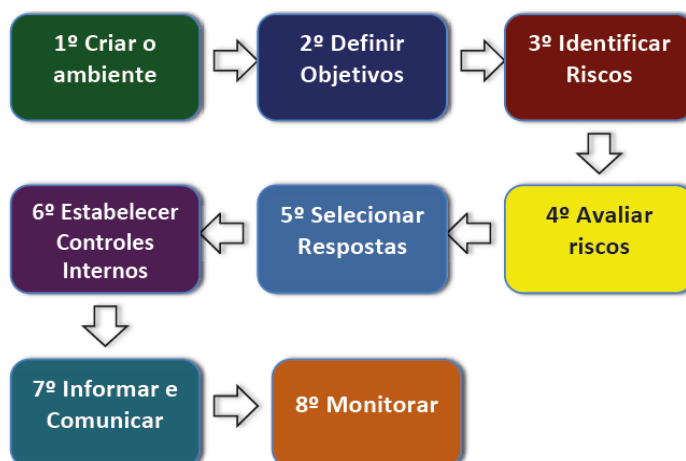 1º Criar o
ambiente
2º Definir
Objetivos
3º Identificar
Riscos
4º Avaliar
riscos
5º Selecionar
Respostas
6º Estabelecer
Controles
Internos
7º Informar e
Comunicar
8º Monitorar